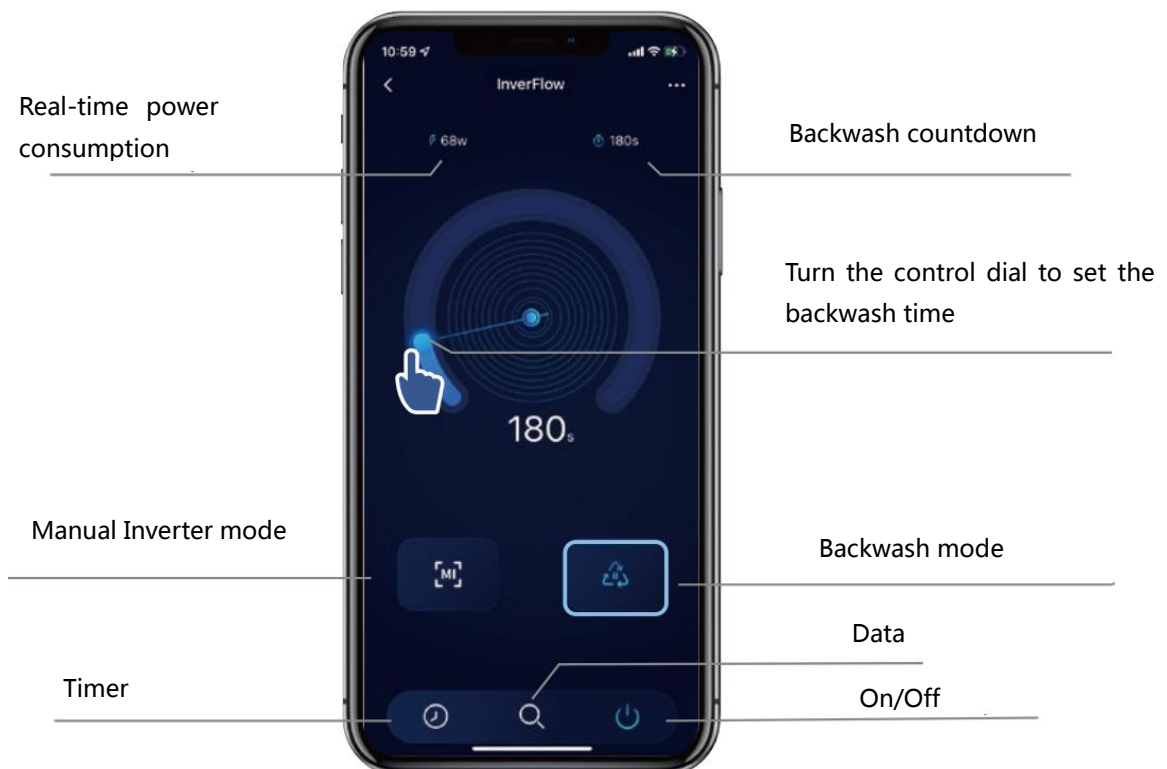 10:59
InverFlow
Real-time power
consumption
68w
180s
Backwash countdown
Turn the control dial to set the
backwash time
180s
Manual Inverter mode
MI
Backwash mode
Data
Timer
On/Off